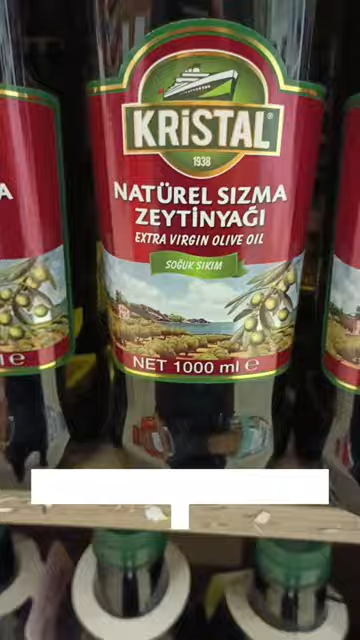 KRiSTAL®
1938
NATÜREL SIZMA
ZEYTİNYAĞI
EXTRA VIRGIN OLIVE OIL
SOĞUK SIKIM
NET 1000 ml ℮
A
l ℮